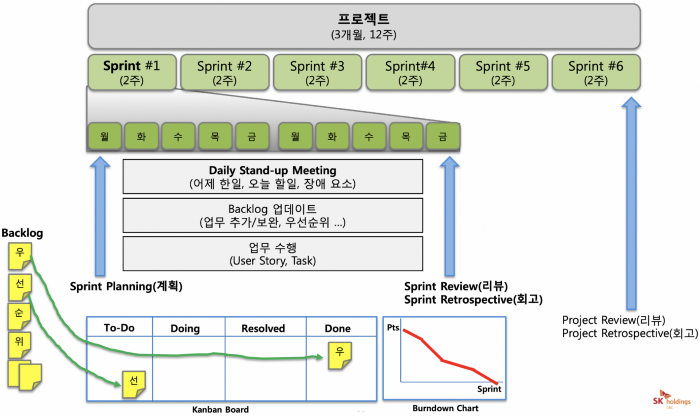 프로젝트
(3개월, 12주)
Sprint #1
(2주)
Sprint #2
(2주)
Sprint #3
(2주)
Sprint#4
(2주)
Sprint #5
(2주)
Sprint #6
(2주)
월 화 수 목 금 월 화 수 목 금
Daily Stand-up Meeting
(어제 한일, 오늘 할일, 장애 요소)
Backlog 업데이트
(업무 추가/보완, 우선순위 ...)
업무 수행
(User Story, Task)
Backlog
우
선
순
위
Sprint Planning(계획)
Sprint Review(리뷰)
Sprint Retrospective(회고)
Project Review(리뷰)
Project Retrospective(회고)
To-Do Doing Resolved Done
우
선
Kanban Board
Pts
Sprint
Burndown Chart
SK holdings
C&C